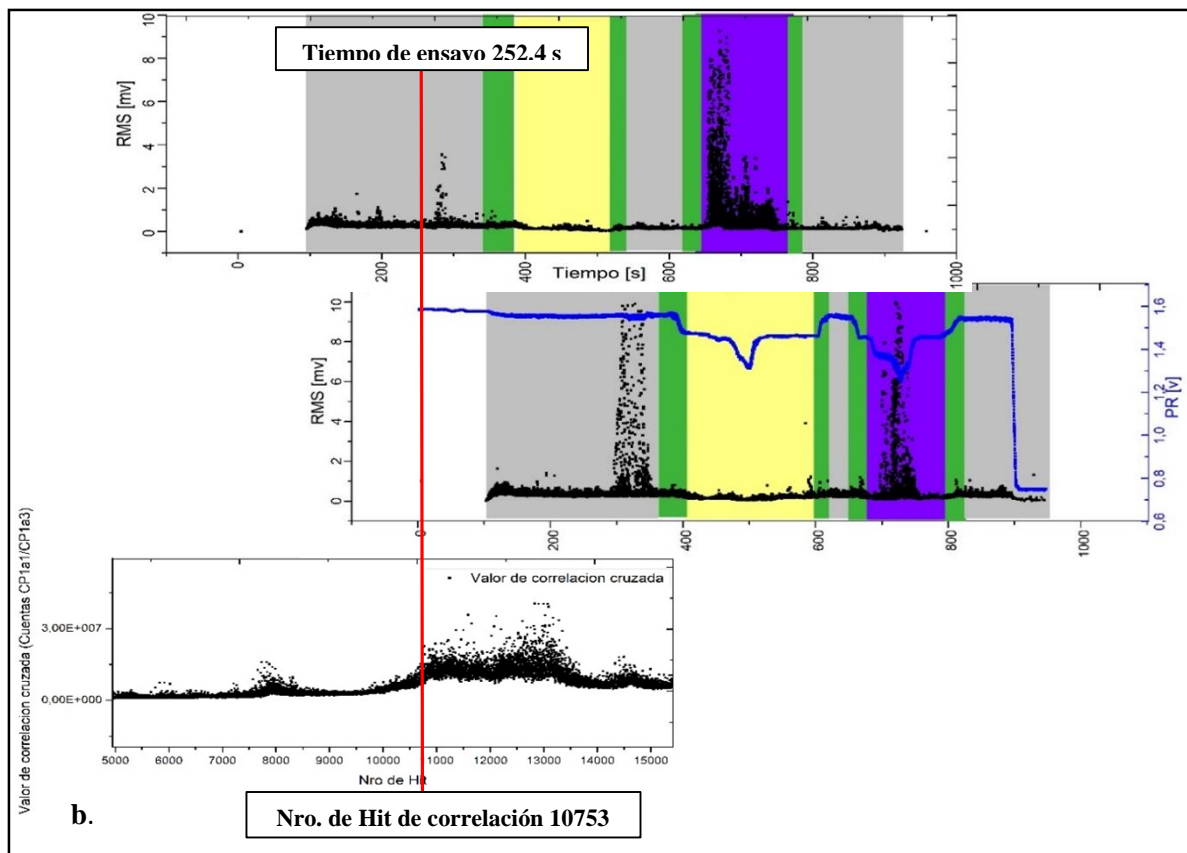 Tiempo de ensayo 252.4 s
RMS [mv]
10
8
6
4
2
0
0
200
400
600
800
1000
Tiempo [s]
RMS [mv]
10
8
6
4
2
0
PR [v]
1,6
1,4
1,2
1,0
0,8
0,6
0
200
400
600
800
1000
Valor de correlacion cruzada (Cuentas CP1a1/CP1a3)
Valor de correlacion cruzada
3,00E+007
0,00E+000
5000 6000 7000 8000 9000 10000 11000 12000 13000 14000 15000
Nro de Hit
b.
Nro. de Hit de correlación 10753